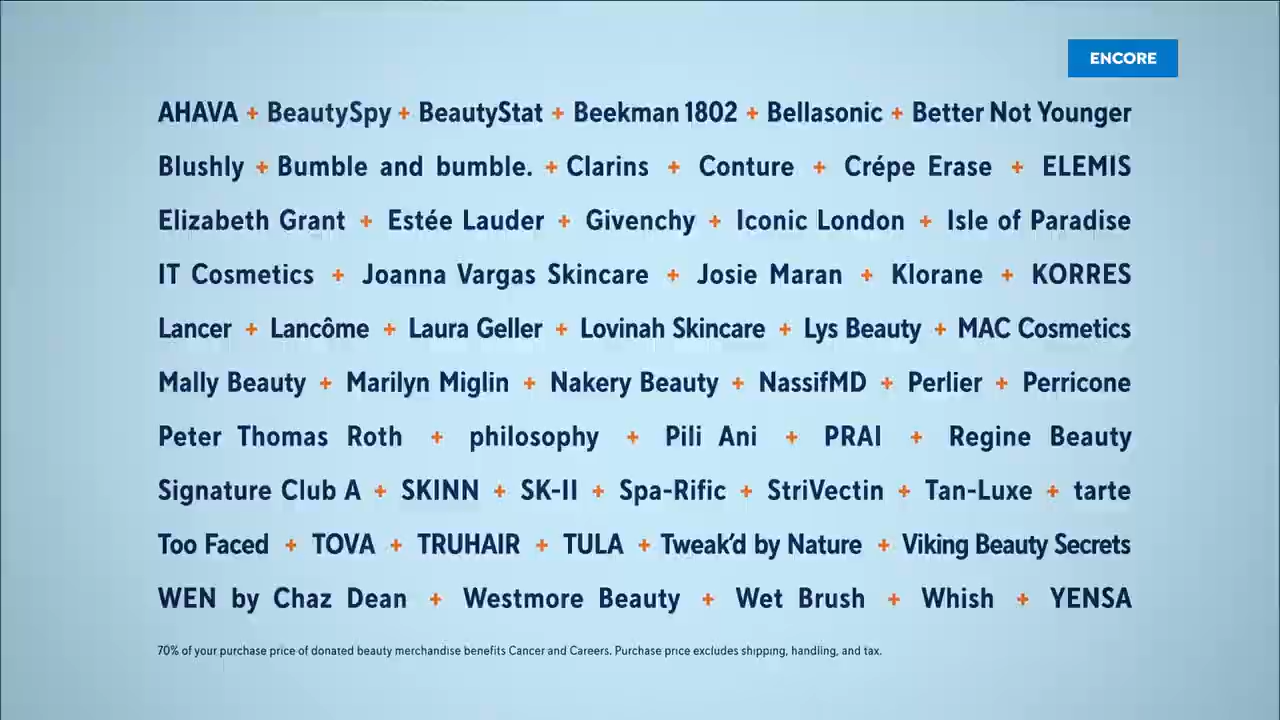 ENCORE
AHAVA + BeautySpy + BeautyStat + Beekman 1802 + Bellasonic + Better Not Younger
Blushly + Bumble and bumble. + Clarins + Conture + Crépe Erase + ELEMIS
Elizabeth Grant + Estée Lauder + Givenchy + Iconic London + Isle of Paradise
IT Cosmetics + Joanna Vargas Skincare + Josie Maran + Klorane + KORRES
Lancer + Lancôme + Laura Geller + Lovinah Skincare + Lys Beauty + MAC Cosmetics
Mally Beauty + Marilyn Miglin + Nakery Beauty + NassifMD + Perlier + Perricone
Peter Thomas Roth + philosophy + Pili Ani + PRAI + Regine Beauty
Signature Club A + SKINN + SK-II + Spa-Rific + StriVectin + Tan-Luxe + tarte
Too Faced + TOVA + TRUHAIR + TULA + Tweak'd by Nature + Viking Beauty Secrets
WEN by Chaz Dean + Westmore Beauty + Wet Brush + Whish + YENSA
70% of your purchase price of donated beauty merchandise benefits Cancer and Careers. Purchase price excludes shipping, handling, and tax.